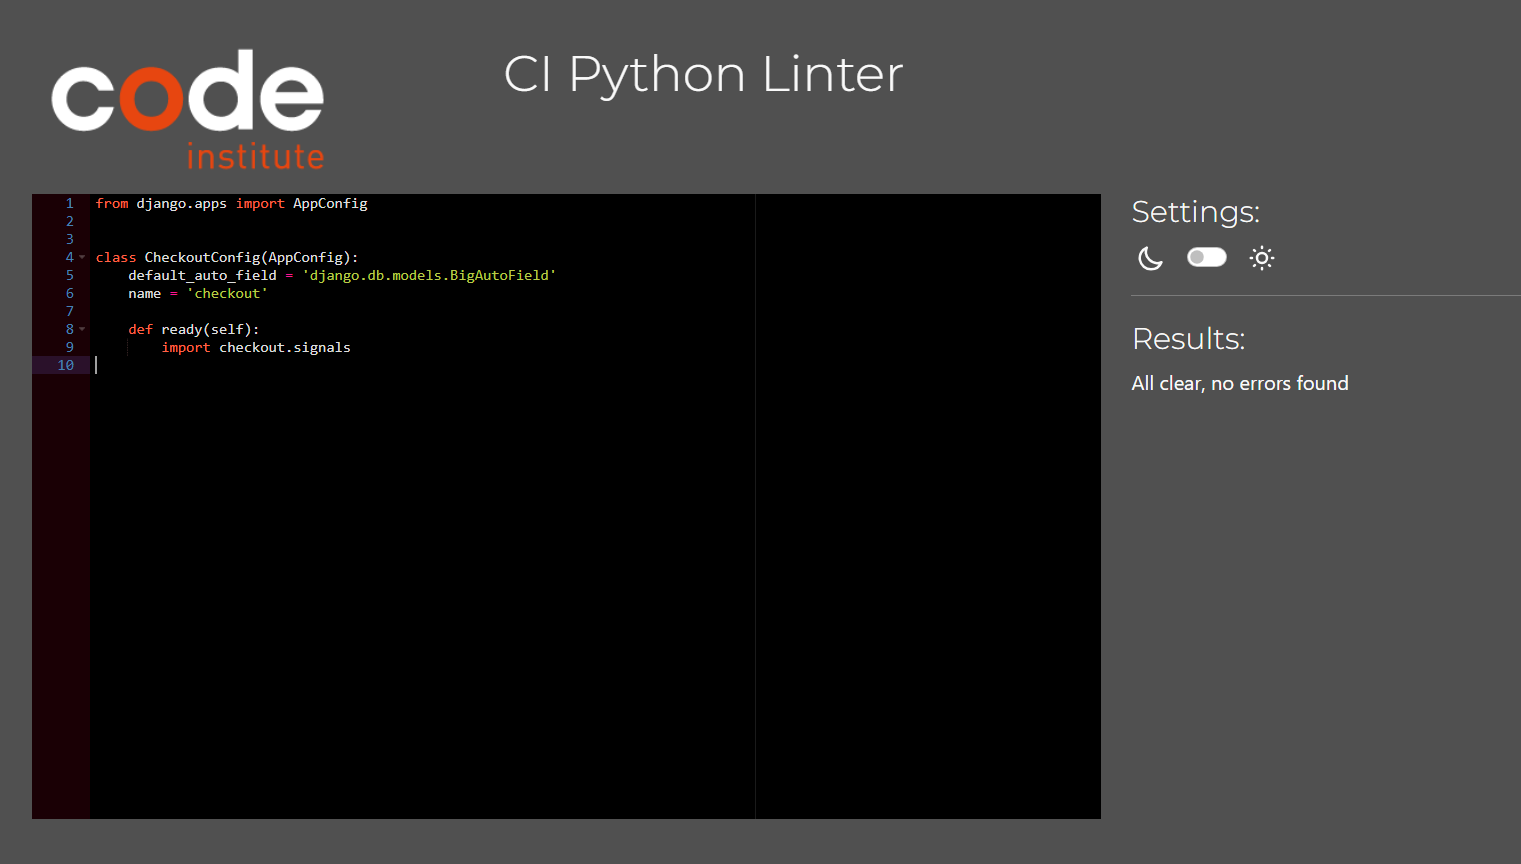 code
institute
CI Python Linter
1 from django.apps import AppConfig
2
3
4 class CheckoutConfig(AppConfig):
5     default_auto_field = 'django.db.models.BigAutoField'
6     name = 'checkout'
7
8     def ready(self):
9         import checkout.signals
10
Settings:
Results:
All clear, no errors found